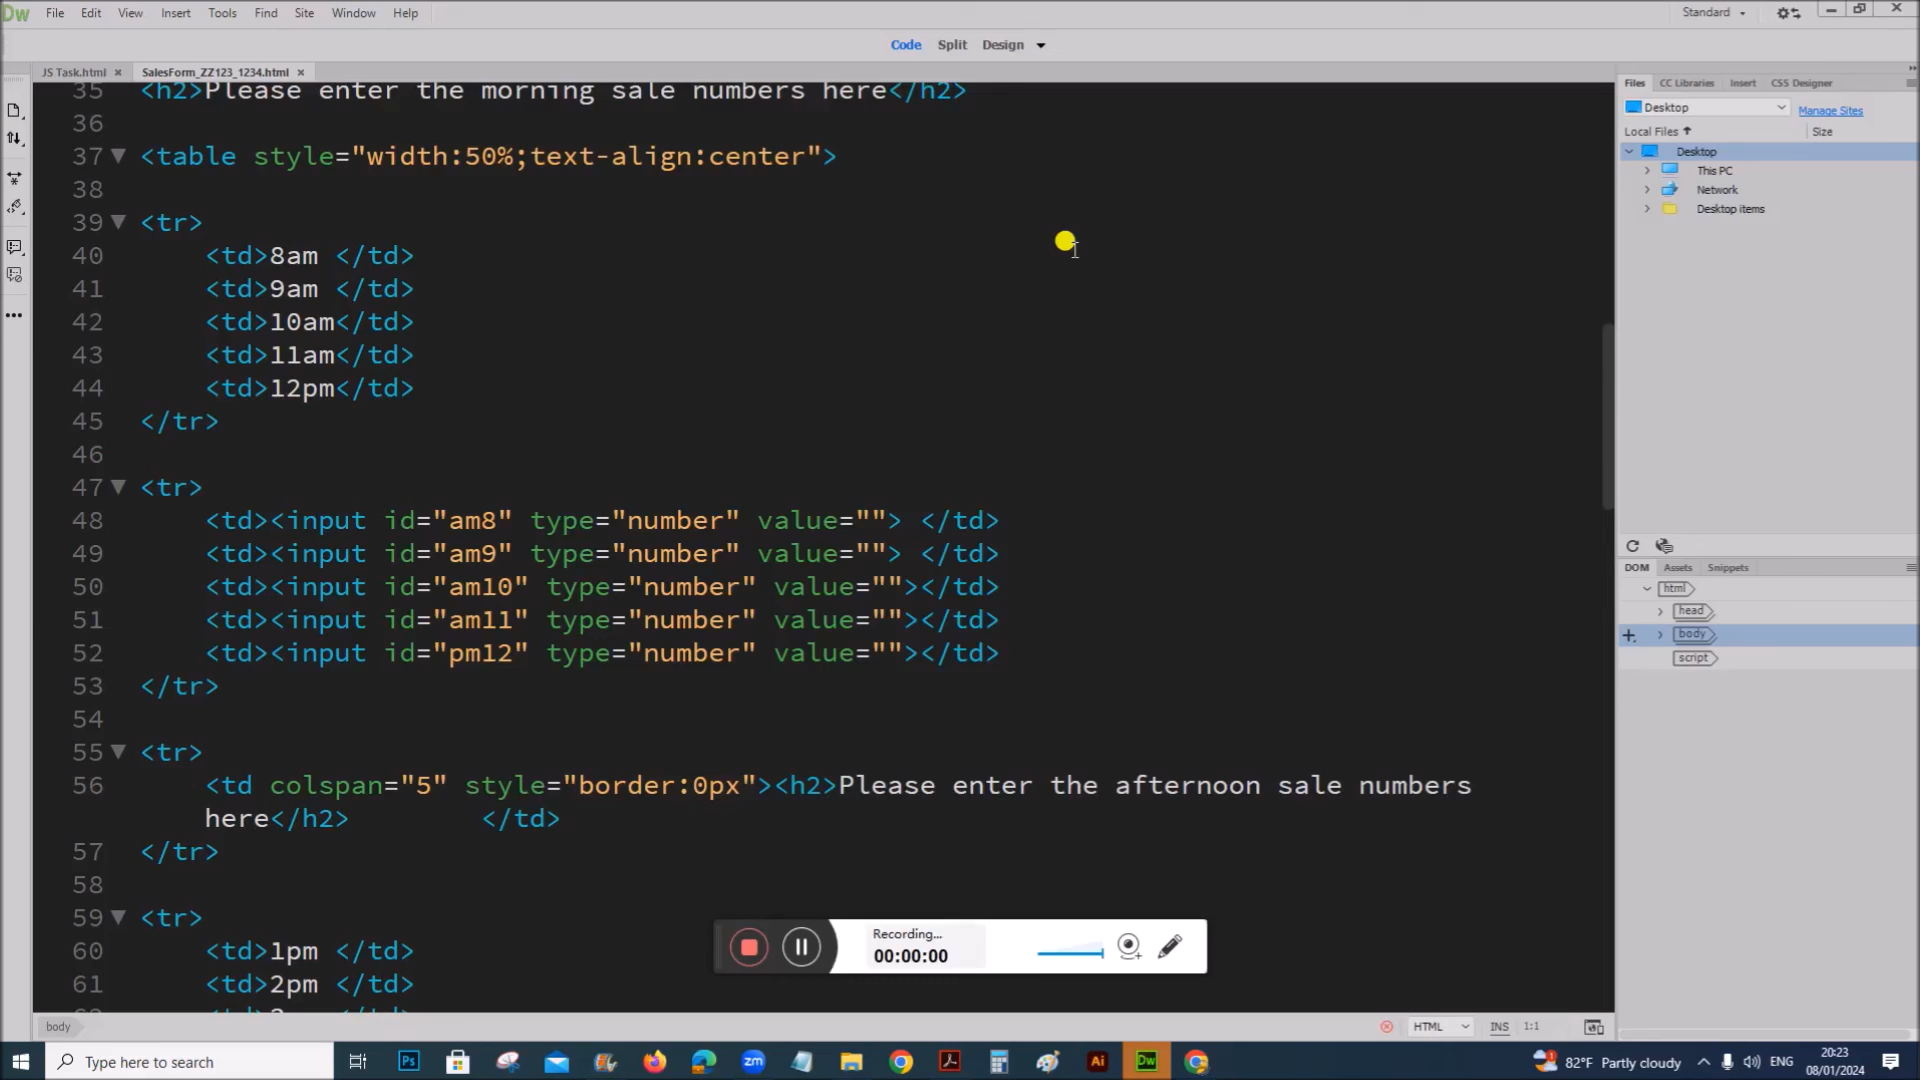 Dw File Edit View Insert Tools Find Site Window Help Standard
Code Split Design
JS Task.html × SalesForm_ZZ123_1234.html ×
35 <h2>Please enter the morning sale numbers here</h2>
36
37 <table style="width:50%;text-align:center">
38
39 <tr>
40 <td>8am </td>
41 <td>9am </td>
42 <td>10am</td>
43 <td>11am</td>
44 <td>12pm</td>
45 </tr>
46
47 <tr>
48 <td><input id="am8" type="number" value=""> </td>
49 <td><input id="am9" type="number" value=""> </td>
50 <td><input id="am10" type="number" value=""></td>
51 <td><input id="am11" type="number" value=""></td>
52 <td><input id="pm12" type="number" value=""></td>
53 </tr>
54
55 <tr>
56 <td colspan="5" style="border:0px"><h2>Please enter the afternoon sale numbers
here</h2> </td>
57 </tr>
58
59 <tr>
60 <td>1pm </td>
61 <td>2pm </td>
Files CC Libraries Insert CSS Designer
Desktop Manage Sites
Local Files Size
Desktop
This PC
Network
Desktop items
DOM Assets Snippets
html
head
body
script
Recording...
00:00:00
body HTML INS 1:1
Type here to search
Ps zm Ai Dw
82°F Partly cloudy ENG
20:23
08/01/2024